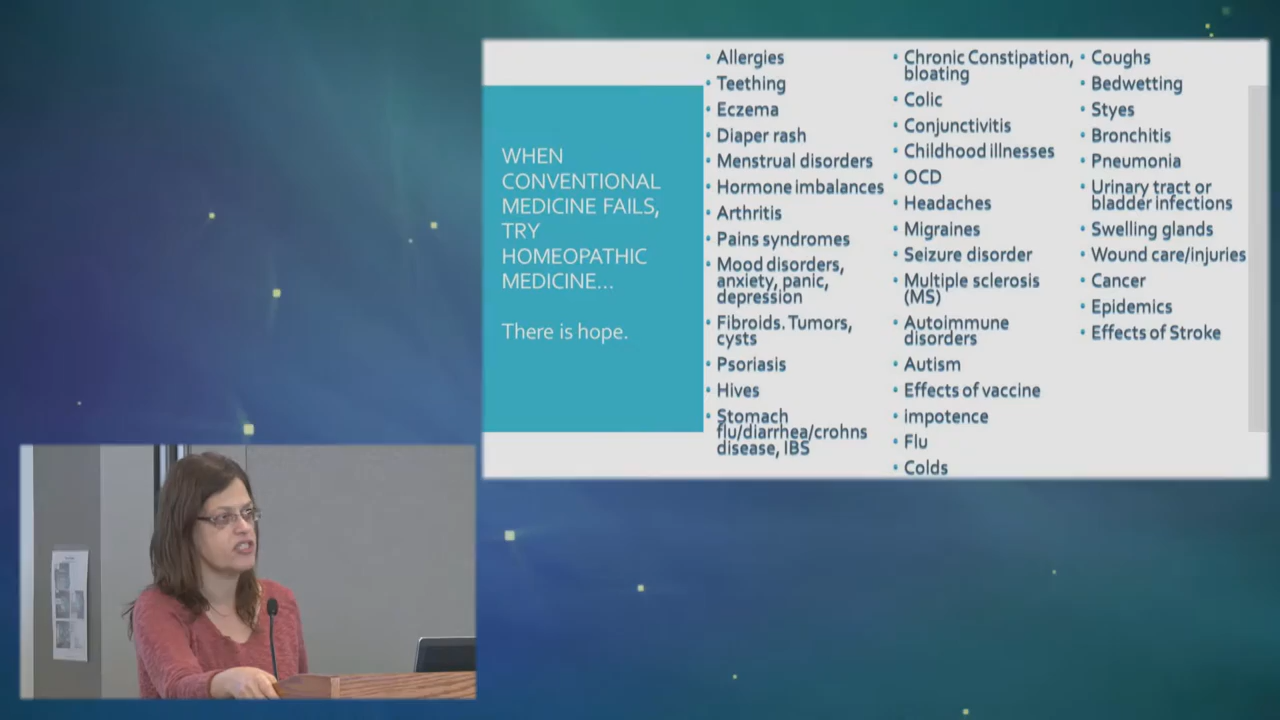 WHEN
CONVENTIONAL
MEDICINE FAILS,
TRY
HOMEOPATHIC
MEDICINE...
There is hope.
• Allergies
• Teething
• Eczema
• Diaper rash
• Menstrual disorders
• Hormone imbalances
• Arthritis
• Pains syndromes
• Mood disorders,
anxiety, panic,
depression
• Fibroids. Tumors,
cysts
• Psoriasis
• Hives
• Stomach
flu/diarrhea/crohns
disease, IBS
• Chronic Constipation,
bloating
• Colic
• Conjunctivitis
• Childhood illnesses
• OCD
• Headaches
• Migraines
• Seizure disorder
• Multiple sclerosis
(MS)
• Autoimmune
disorders
• Autism
• Effects of vaccine
• impotence
• Flu
• Colds
• Coughs
• Bedwetting
• Styes
• Bronchitis
• Pneumonia
• Urinary tract or
bladder infections
• Swelling glands
• Wound care/injuries
• Cancer
• Epidemics
• Effects of Stroke